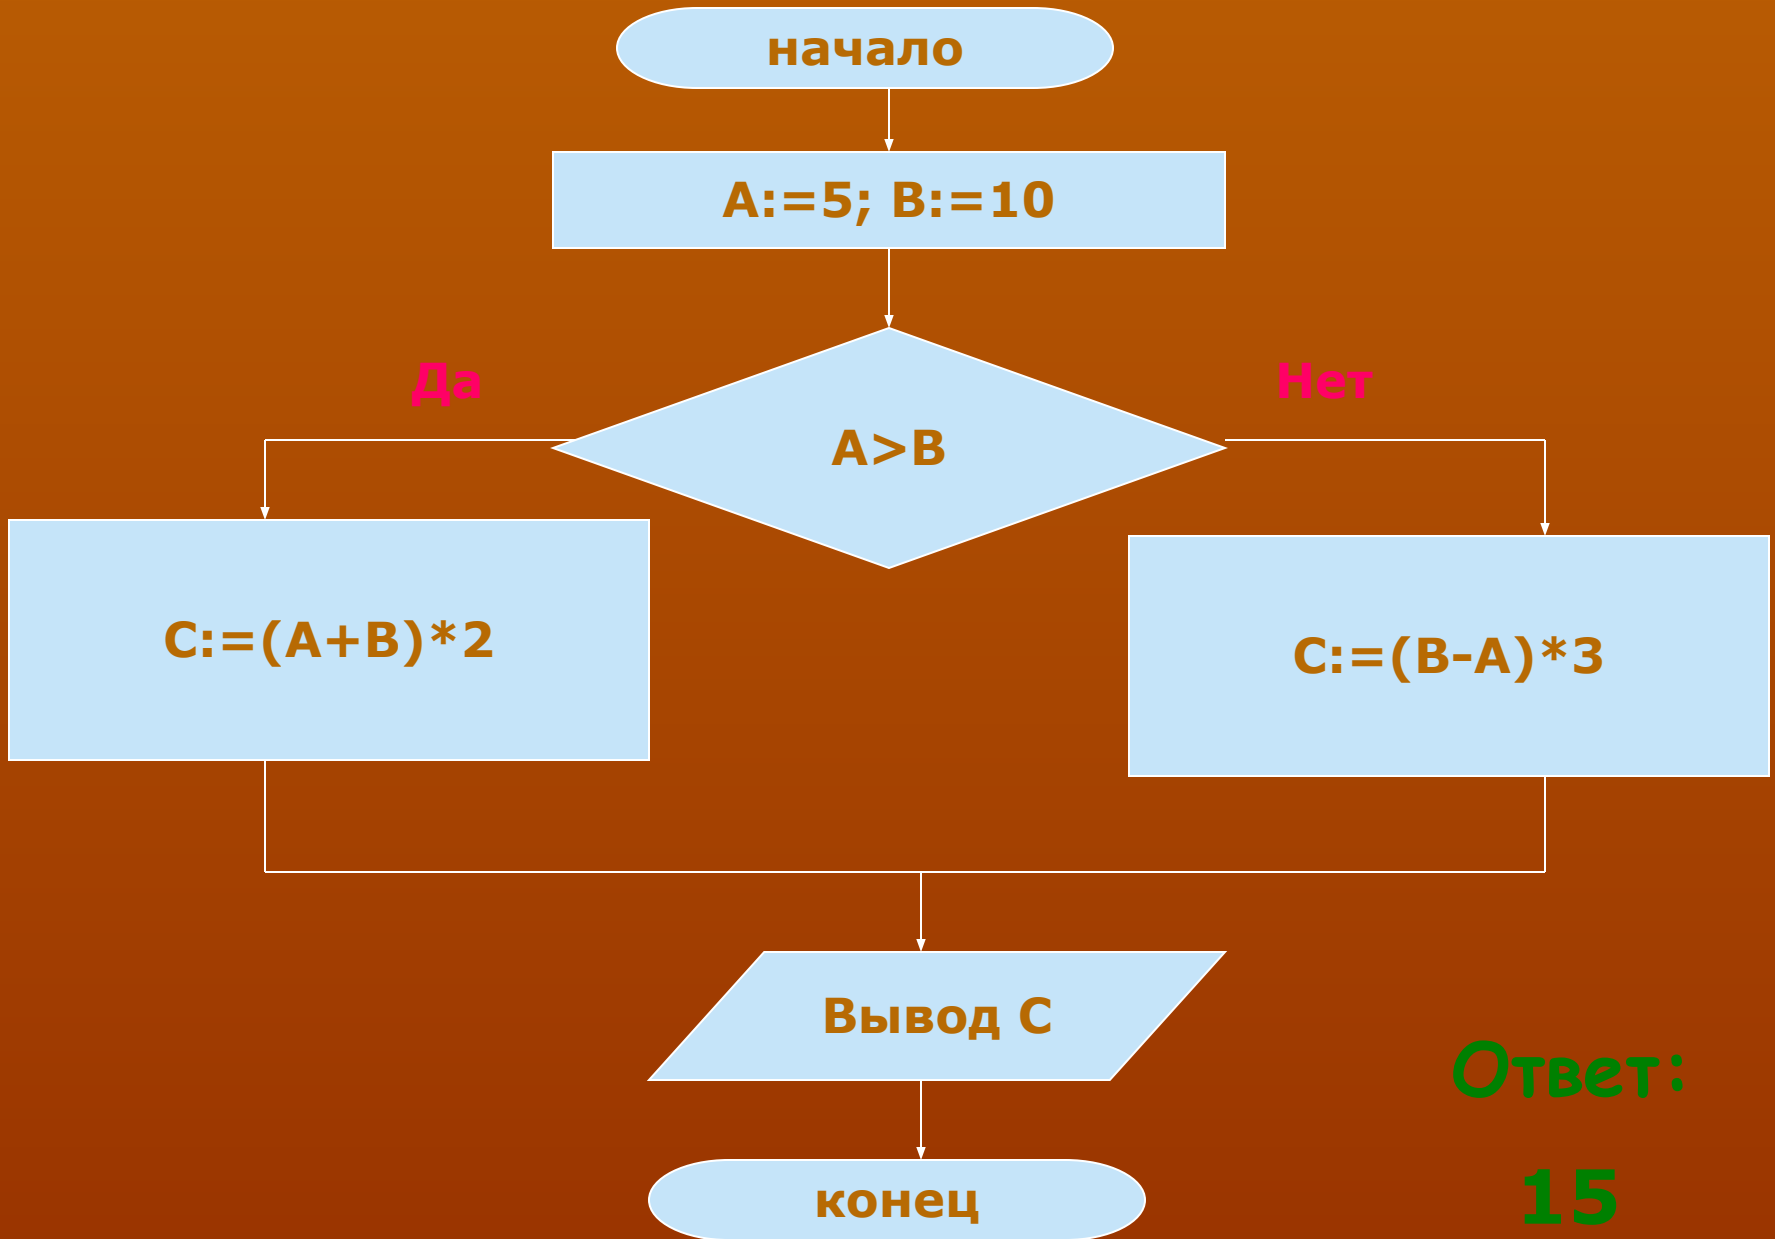 начало
A:=5; B:=10
Да
Нет
A>B
C:=(A+B)*2
C:=(B-A)*3
Вывод С
Ответ:
15
конец